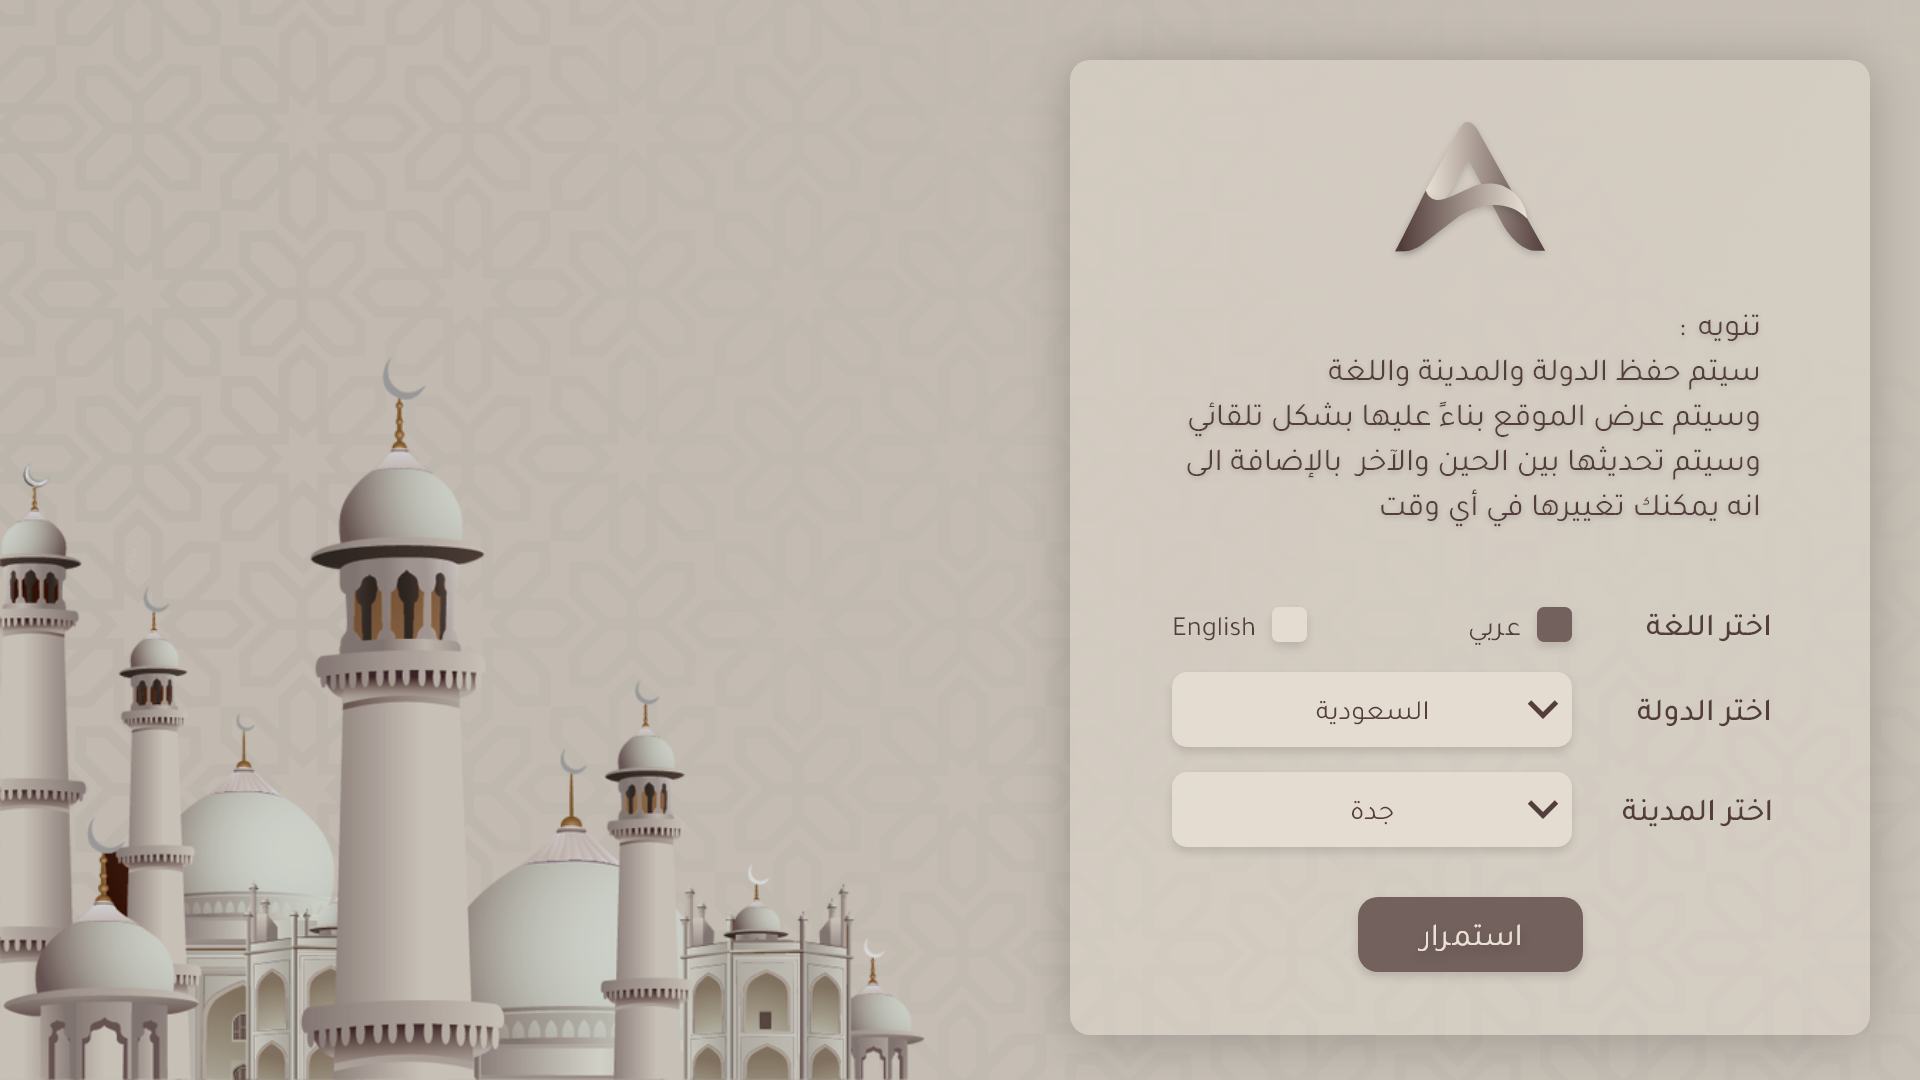 تنويه :
سيتم حفظ الدولة والمدينة واللغة
وسيتم عرض الموقع بناءً عليها بشكل تلقائي
وسيتم تحديثها بين الحين والآخر بالإضافة الى
انه يمكنك تغييرها في أي وقت
اختر اللغة عربي English
اختر الدولة السعودية
اختر المدينة جدة
استمرار